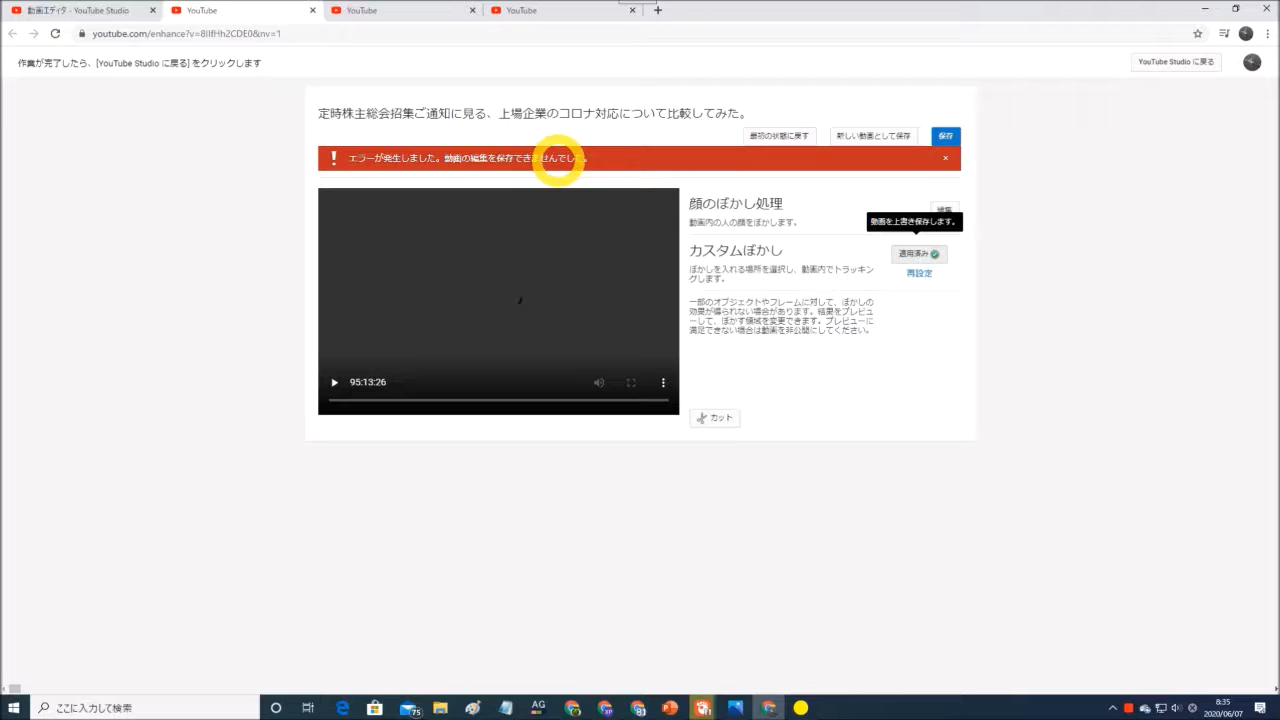 動画エディタ - YouTube Studio
YouTube
YouTube
YouTube
youtube.com/enhance?v=8IIfHh2CDE0&nv=1
作業が完了したら、[YouTube Studio に戻る] をクリックします
YouTube Studio に戻る
定時株主総会招集ご通知に見る、上場企業のコロナ対応について比較してみた。
最初の状態に戻す
新しい動画として保存
保存
エラーが発生しました。動画の編集を保存できませんでした。
顔のぼかし処理
動画内の人の顔をぼかします。
編集
動画を上書き保存します。
カスタムぼかし
ぼかしを入れる場所を選択し、動画内でトラッキン
グします。
適用済み
再設定
一部のオブジェクトやフレームに対して、ぼかしの
効果が得られない場合があります。結果をプレビュ
ーして、ぼかす領域を変更できます。プレビューに
満足できない場合は動画を非公開にしてください。
95:13:26
カット
ここに入力して検索
75
AG
8:35
2020/06/07